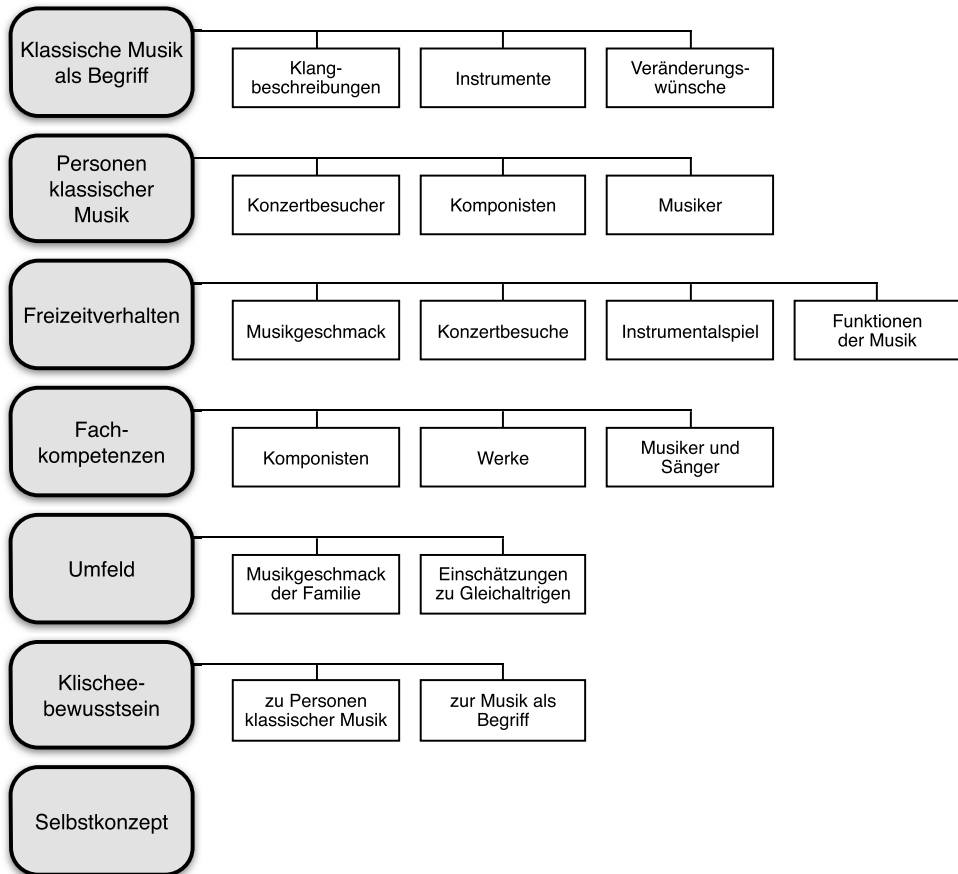 Klassische Musik
als Begriff
Klang-
beschreibungen
Instrumente
Veränderungs-
wünsche
Personen
klassischer
Musik
Konzertbesucher
Komponisten
Musiker
Freizeitverhalten
Musikgeschmack
Konzertbesuche
Instrumentalspiel
Funktionen
der Musik
Fach-
kompetenzen
Komponisten
Werke
Musiker und
Sänger
Umfeld
Musikgeschmack
der Familie
Einschätzungen
zu Gleichaltrigen
Klischee-
bewusstsein
zu Personen
klassischer Musik
zur Musik als
Begriff
Selbstkonzept